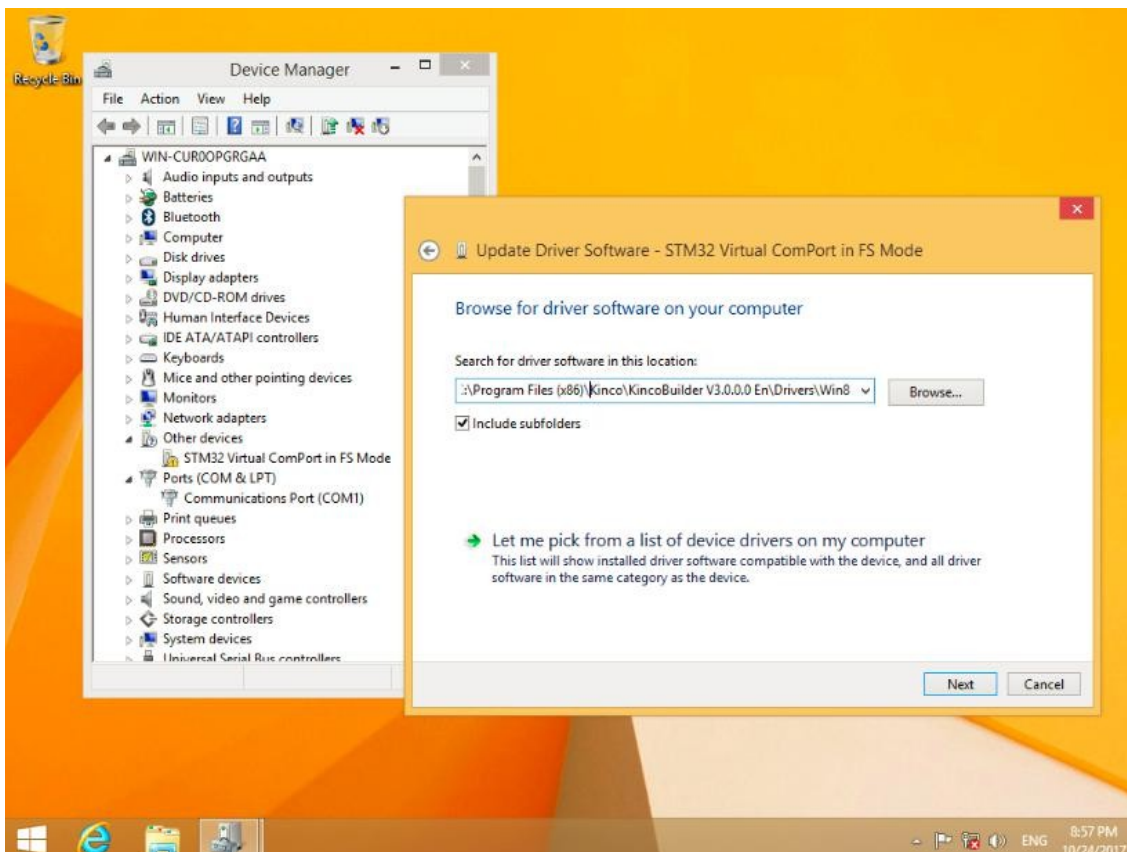 Recycle Bin
Device Manager
File Action View Help
WIN-CUR0OPGRGAA
Audio inputs and outputs
Batteries
Bluetooth
Computer
Disk drives
Display adapters
DVD/CD-ROM drives
Human Interface Devices
IDE ATA/ATAPI controllers
Keyboards
Mice and other pointing devices
Monitors
Network adapters
Other devices
STM32 Virtual ComPort in FS Mode
Ports (COM & LPT)
Communications Port (COM1)
Print queues
Processors
Sensors
Software devices
Sound, video and game controllers
Storage controllers
System devices
Universal Serial Bus controllers
Update Driver Software - STM32 Virtual ComPort in FS Mode
Browse for driver software on your computer
Search for driver software in this location:
:\Program Files (x86)\Kinco\KincoBuilder V3.0.0.0 En\Drivers\Win8
Browse...
Include subfolders
Let me pick from a list of device drivers on my computer
This list will show installed driver software compatible with the device, and all driver
software in the same category as the device.
Next Cancel
ENG
8:57 PM
10/24/2017